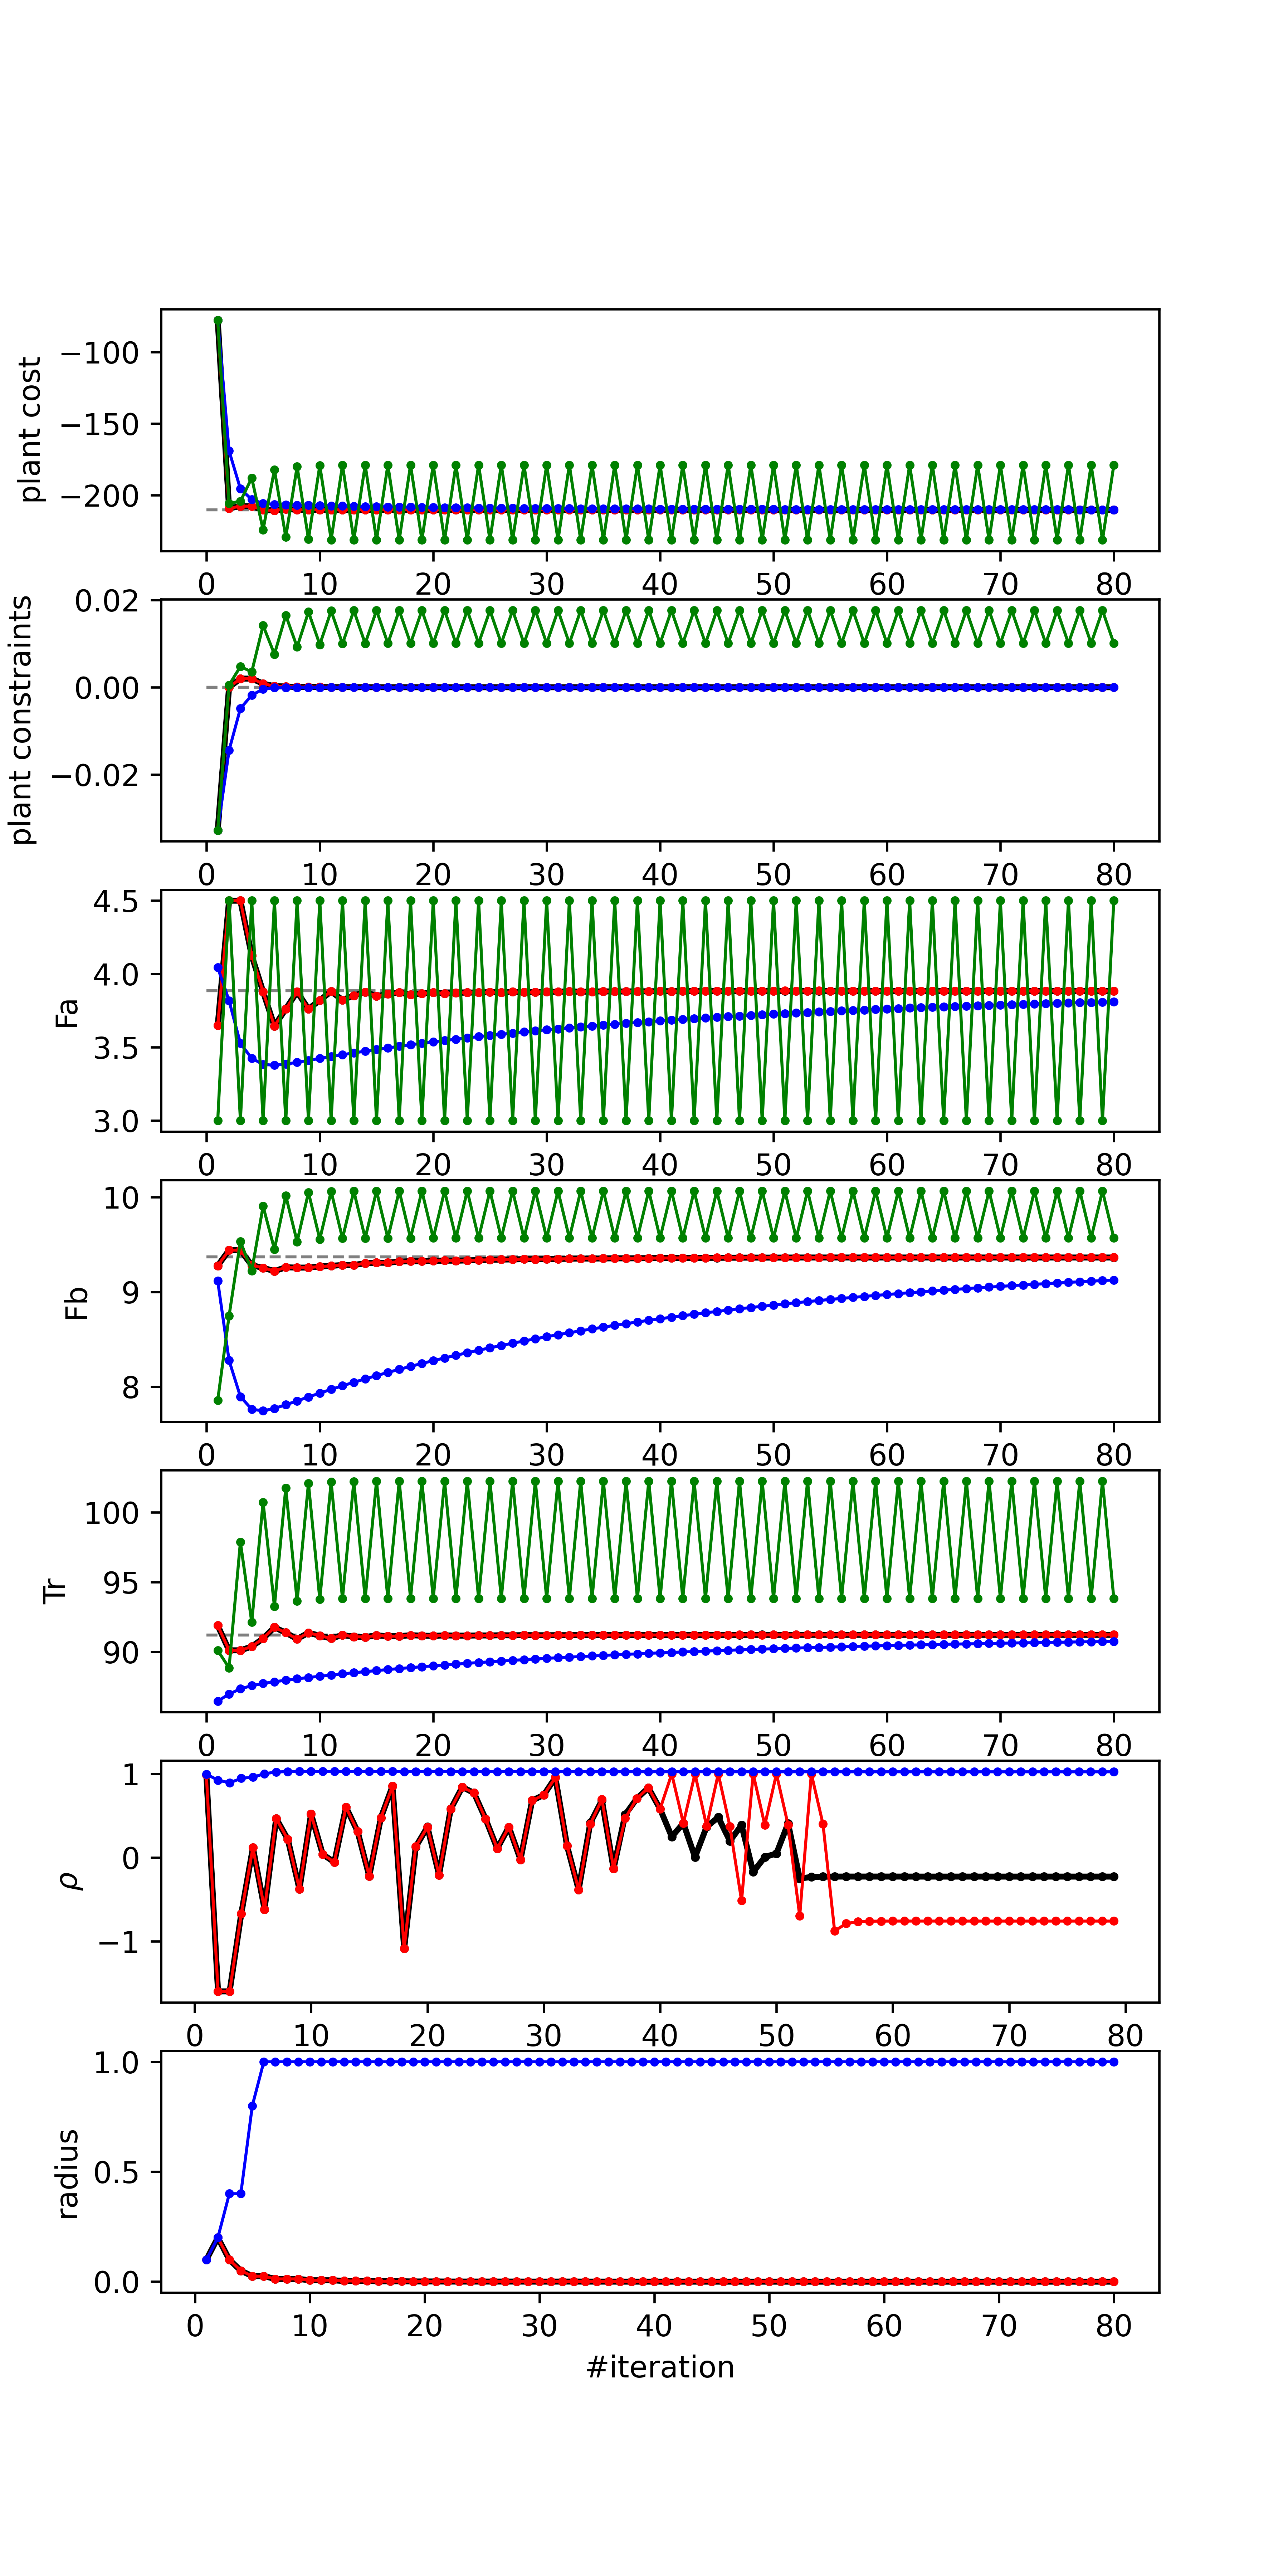 plant cost
−100
−150
−200
0 10 20 30 40 50 60 70 80
plant constraints
0.02
0.00
−0.02
0 10 20 30 40 50 60 70 80
Fa
4.5
4.0
3.5
3.0
0 10 20 30 40 50 60 70 80
Fb
10
9
8
0 10 20 30 40 50 60 70 80
Tr
100
95
90
0 10 20 30 40 50 60 70 80
ρ
1
0
−1
0 10 20 30 40 50 60 70 80
radius
1.0
0.5
0.0
0 10 20 30 40 50 60 70 80
#iteration